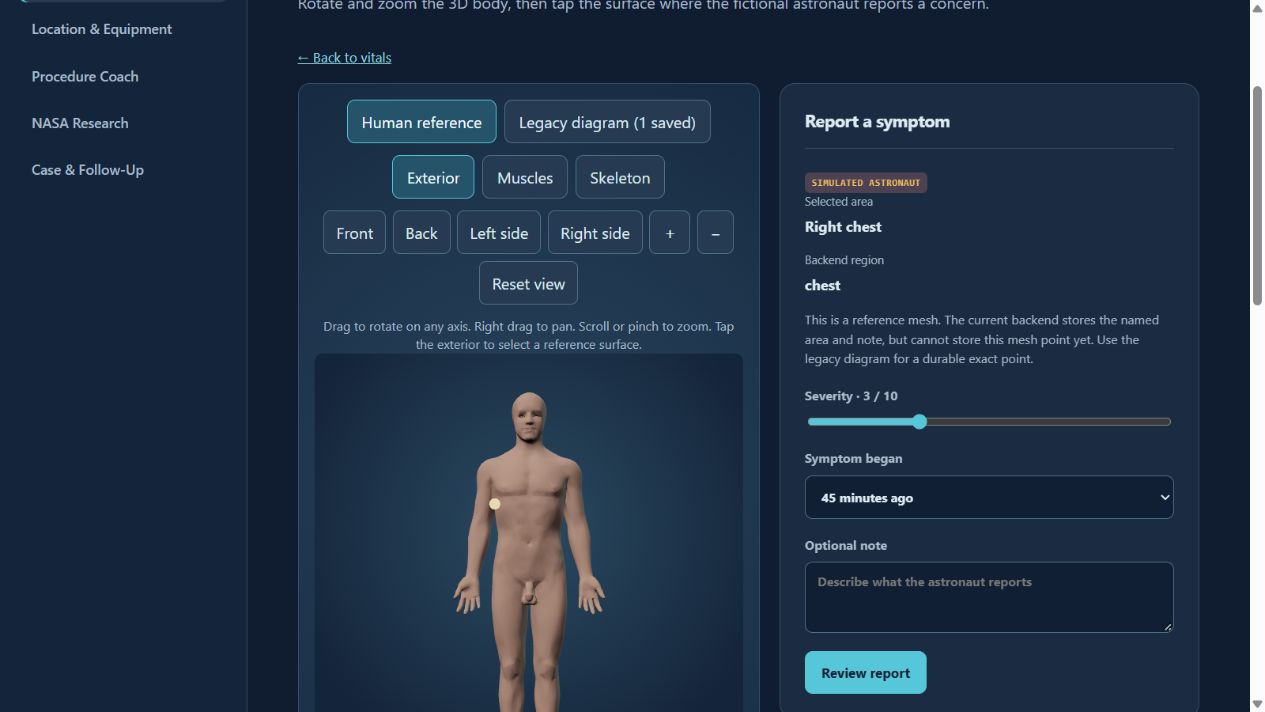 Rotate and zoom the 3D body, then tap the surface where the fictional astronaut reports a concern.
Location & Equipment
Procedure Coach
NASA Research
Case & Follow-Up
← Back to vitals
Human reference
Legacy diagram (1 saved)
Exterior
Muscles
Skeleton
Front
Back
Left side
Right side
+
−
Reset view
Drag to rotate on any axis. Right drag to pan. Scroll or pinch to zoom. Tap
the exterior to select a reference surface.
Report a symptom
SIMULATED ASTRONAUT
Selected area
Right chest
Backend region
chest
This is a reference mesh. The current backend stores the named
area and note, but cannot store this mesh point yet. Use the
legacy diagram for a durable exact point.
Severity · 3 / 10
Symptom began
45 minutes ago
Optional note
Describe what the astronaut reports
Review report